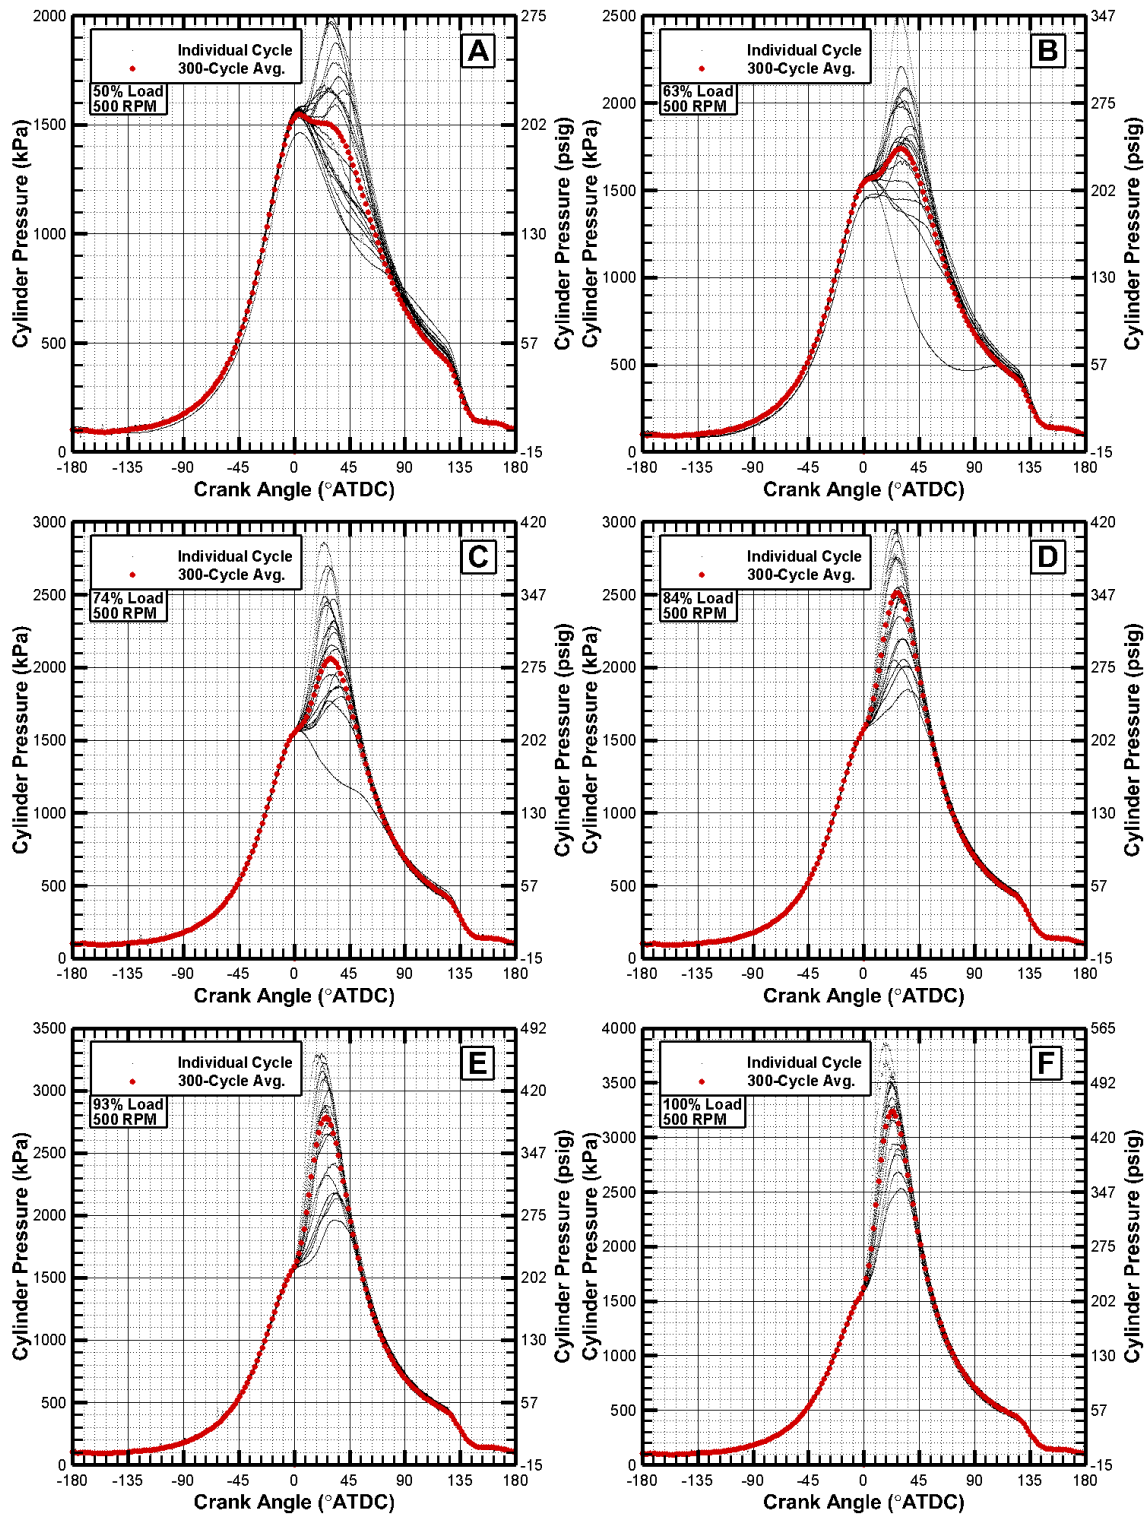 2000
1500
1000
500
0
275
202
130
57
-15
-180
-135
-90
-45
0
45
90
135
180
Individual Cycle
300-Cycle Avg.
50% Load
500 RPM
A
Cylinder Pressure (kPa)
Cylinder Pressure (psig)
Crank Angle (°ATDC)
2500
2000
1500
1000
500
0
347
275
202
130
57
-15
-180
-135
-90
-45
0
45
90
135
180
Individual Cycle
300-Cycle Avg.
63% Load
500 RPM
B
Cylinder Pressure (kPa)
Cylinder Pressure (psig)
Crank Angle (°ATDC)
3000
2500
2000
1500
1000
500
0
420
347
275
202
130
57
-15
-180
-135
-90
-45
0
45
90
135
180
Individual Cycle
300-Cycle Avg.
74% Load
500 RPM
C
Cylinder Pressure (kPa)
Cylinder Pressure (psig)
Crank Angle (°ATDC)
3000
2500
2000
1500
1000
500
0
420
347
275
202
130
57
-15
-180
-135
-90
-45
0
45
90
135
180
Individual Cycle
300-Cycle Avg.
84% Load
500 RPM
D
Cylinder Pressure (kPa)
Cylinder Pressure (psig)
Crank Angle (°ATDC)
3500
3000
2500
2000
1500
1000
500
0
492
420
347
275
202
130
57
-15
-180
-135
-90
-45
0
45
90
135
180
Individual Cycle
300-Cycle Avg.
93% Load
500 RPM
E
Cylinder Pressure (kPa)
Cylinder Pressure (psig)
Crank Angle (°ATDC)
4000
3500
3000
2500
2000
1500
1000
500
0
565
492
420
347
275
202
130
57
-15
-180
-135
-90
-45
0
45
90
135
180
Individual Cycle
300-Cycle Avg.
100% Load
500 RPM
F
Cylinder Pressure (kPa)
Cylinder Pressure (psig)
Crank Angle (°ATDC)